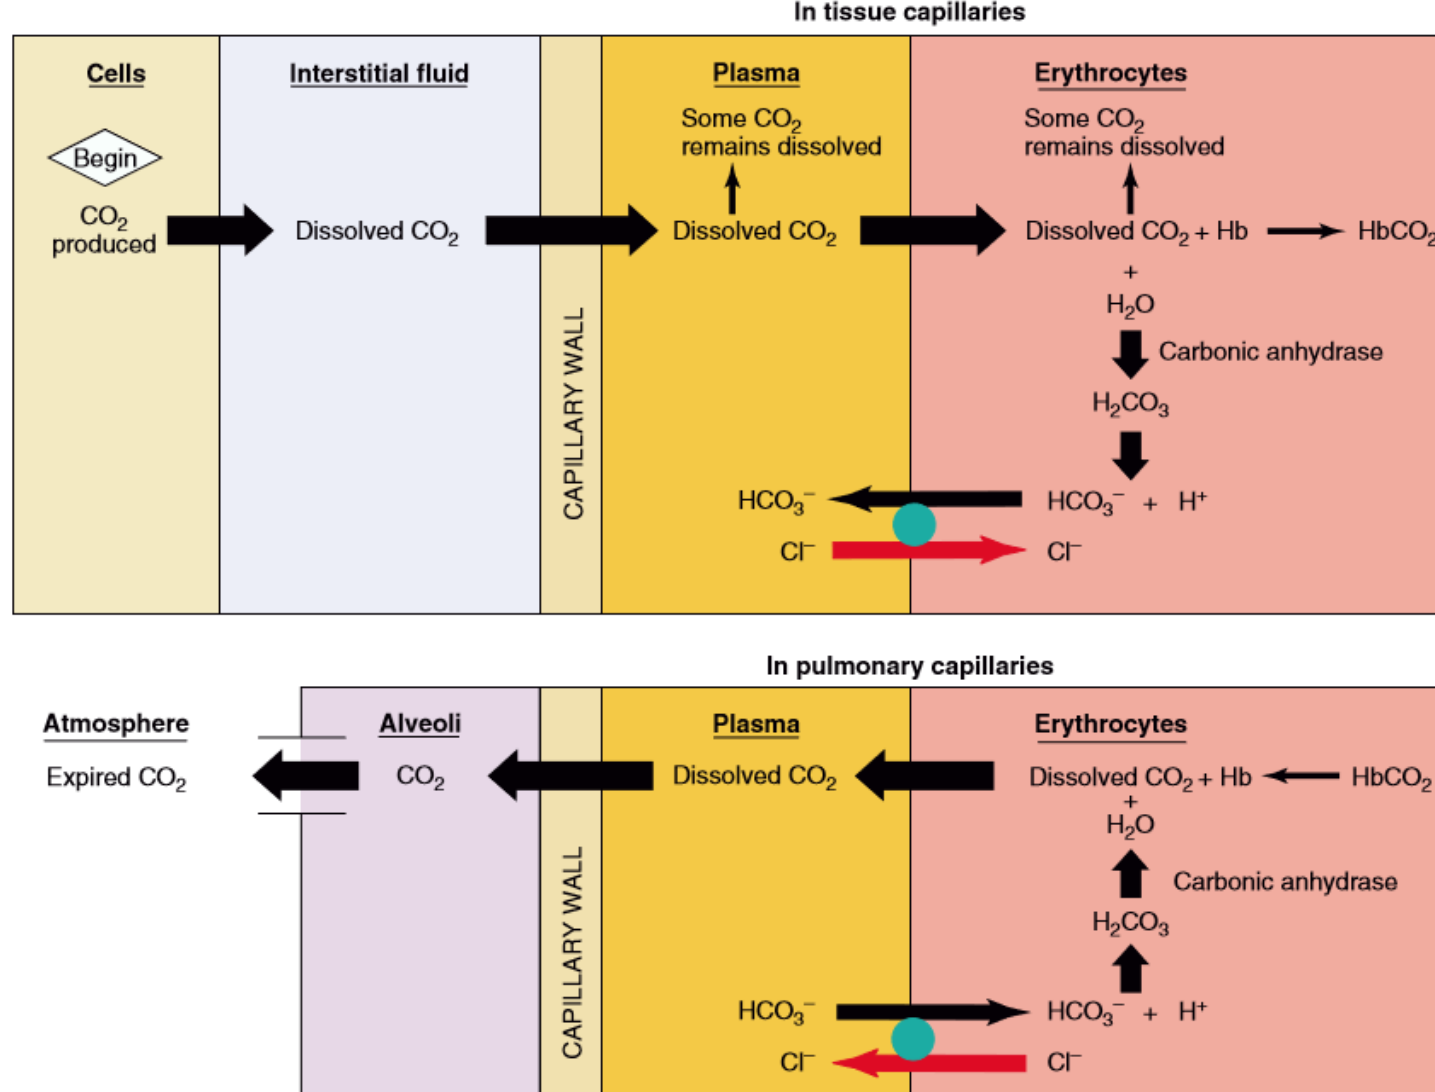 In tissue capillaries
Cells
Interstitial fluid
Plasma
Erythrocytes
Begin
Some CO₂
remains dissolved
Some CO₂
remains dissolved
CO₂
produced
Dissolved CO₂
Dissolved CO₂
Dissolved CO₂ + Hb
HbCO₂
+
H₂O
Carbonic anhydrase
H₂CO₃
CAPILLARY WALL
HCO₃⁻
HCO₃⁻ + H⁺
Cl⁻
Cl⁻
In pulmonary capillaries
Atmosphere
Alveoli
Plasma
Erythrocytes
Expired CO₂
CO₂
Dissolved CO₂
Dissolved CO₂ + Hb
HbCO₂
+
H₂O
Carbonic anhydrase
H₂CO₃
CAPILLARY WALL
HCO₃⁻
HCO₃⁻ + H⁺
Cl⁻
Cl⁻